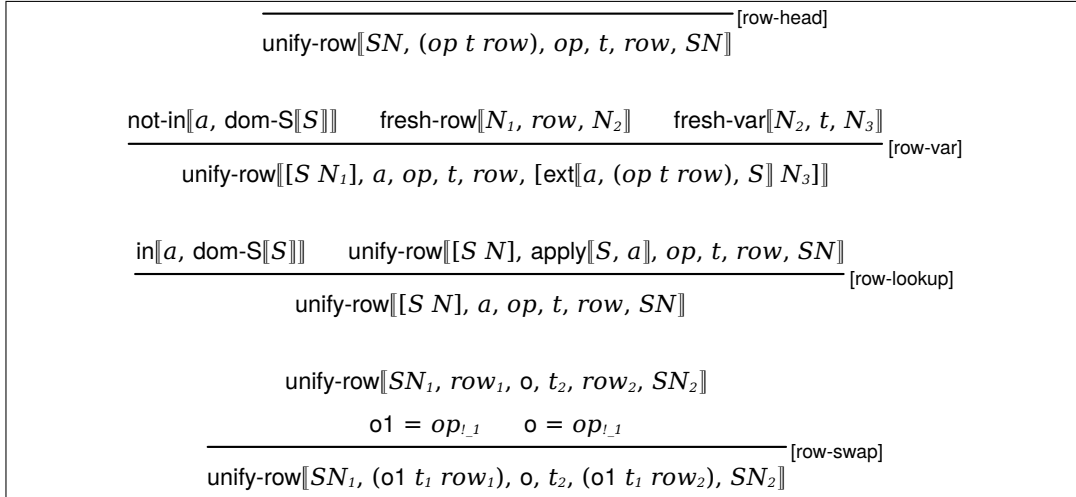 [row-head]
unify-row⟦SN, (op t row), op, t, row, SN⟧
not-in⟦a, dom-S⟦S⟧⟧ fresh-row⟦N₁, row, N₂⟧ fresh-var⟦N₂, t, N₃⟧
[row-var]
unify-row⟦[S N₁], a, op, t, row, [ext⟦a, (op t row), S⟧ N₃]⟧
in⟦a, dom-S⟦S⟧⟧ unify-row⟦[S N], apply⟦S, a⟧, op, t, row, SN⟧
[row-lookup]
unify-row⟦[S N], a, op, t, row, SN⟧
unify-row⟦SN₁, row₁, o, t₂, row₂, SN₂⟧
o1 = op!_1 o = op!_1
[row-swap]
unify-row⟦SN₁, (o1 t₁ row₁), o, t₂, (o1 t₁ row₂), SN₂⟧